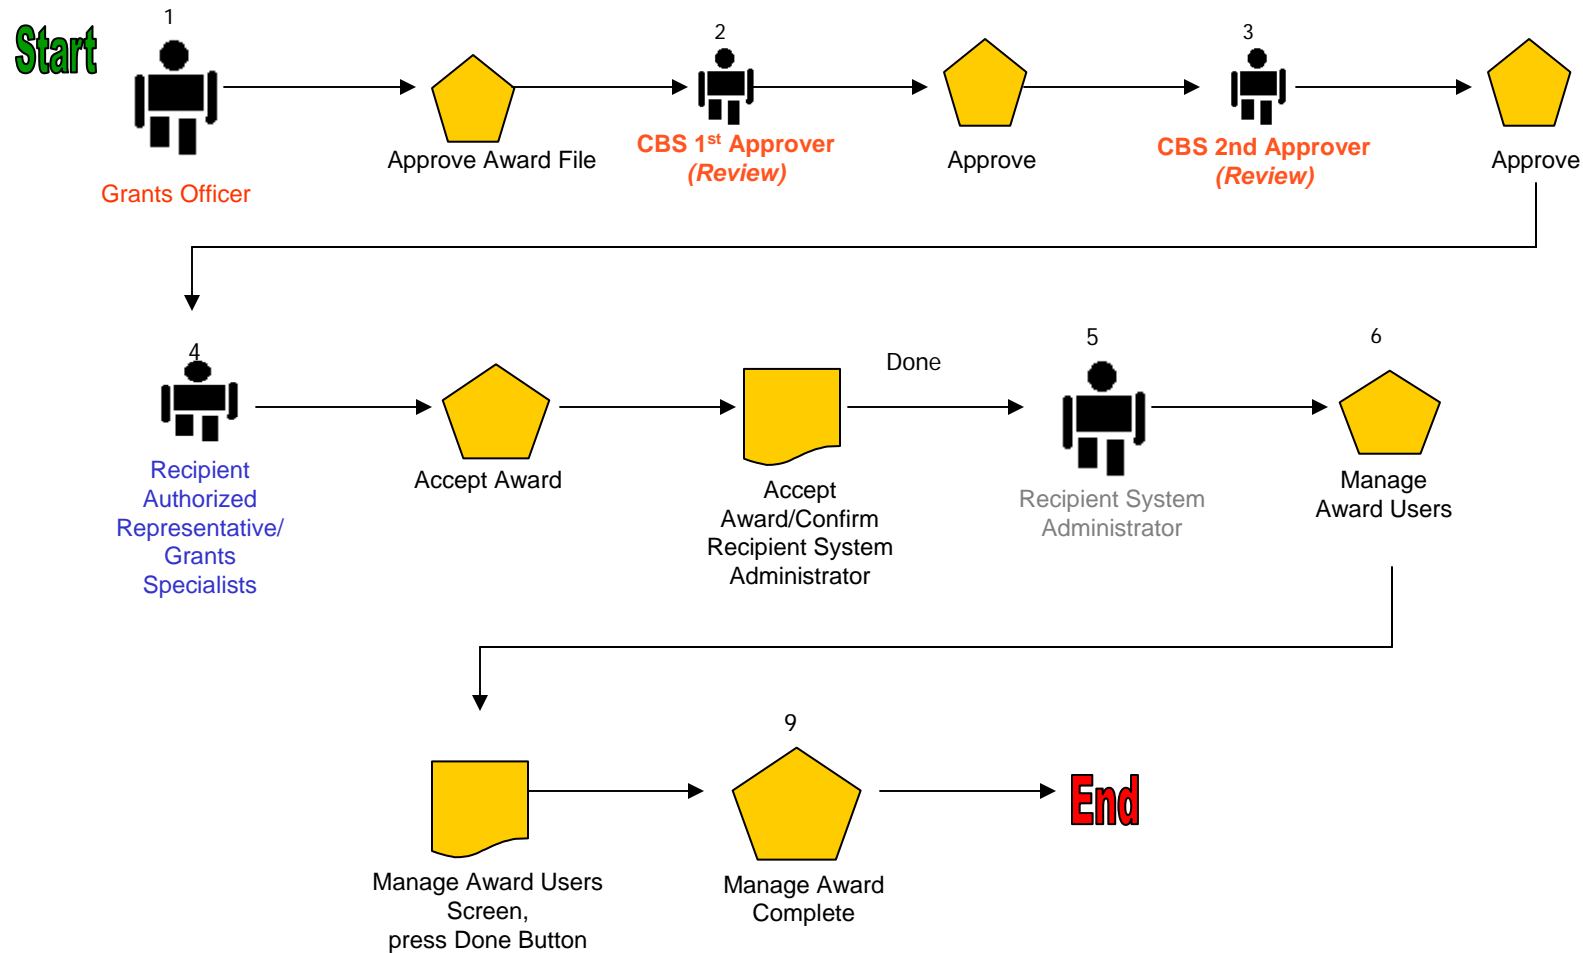 Start
1
Grants Officer
Approve Award File
2
CBS 1st Approver
(Review)
Approve
3
CBS 2nd Approver
(Review)
Approve
4
Recipient
Authorized
Representative/
Grants
Specialists
Accept Award
Accept
Award/Confirm
Recipient System
Administrator
Done
5
Recipient System
Administrator
6
Manage
Award Users
Manage Award Users
Screen,
press Done Button
9
Manage Award
Complete
End